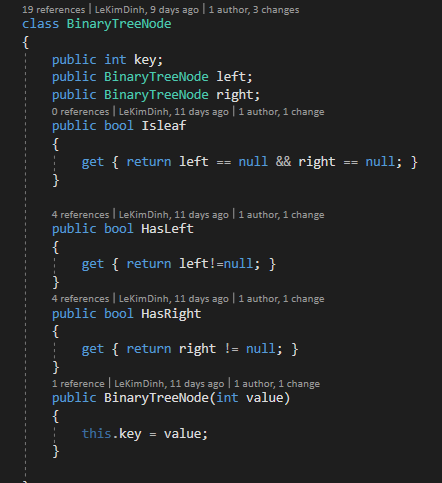 19 references | LeKimDinh, 9 days ago | 1 author, 3 changes
class BinaryTreeNode
{
public int key;
public BinaryTreeNode left;
public BinaryTreeNode right;
0 references | LeKimDinh, 11 days ago | 1 author, 1 change
public bool Isleaf
{
get { return left == null && right == null; }
}
4 references | LeKimDinh, 11 days ago | 1 author, 1 change
public bool HasLeft
{
get { return left!=null; }
}
4 references | LeKimDinh, 11 days ago | 1 author, 1 change
public bool HasRight
{
get { return right != null; }
}
1 reference | LeKimDinh, 11 days ago | 1 author, 1 change
public BinaryTreeNode(int value)
{
this.key = value;
}
}